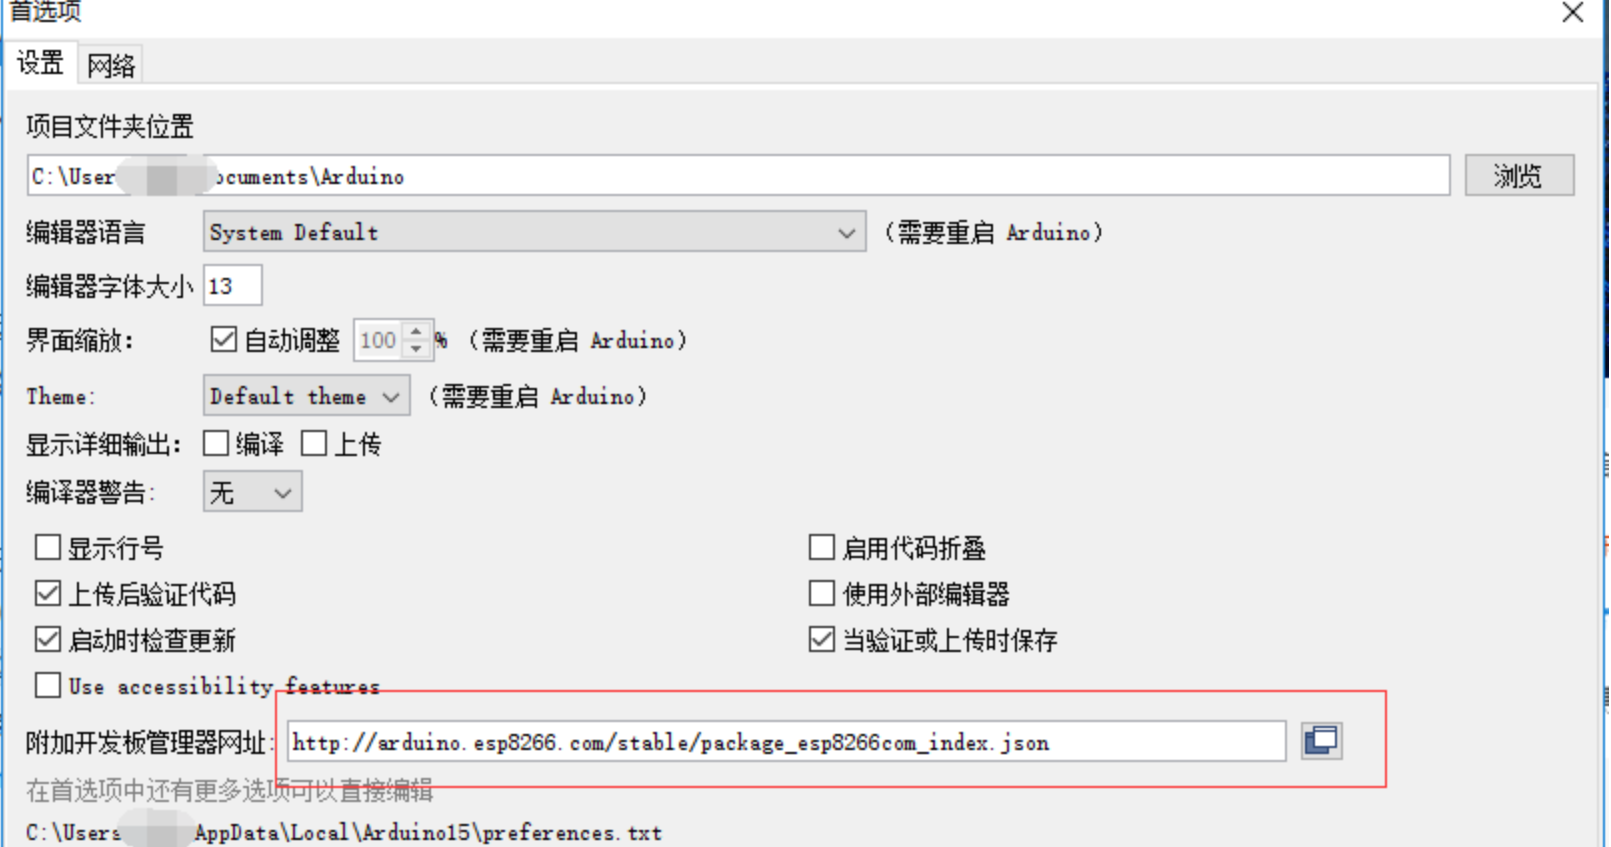 首选项
设置 网络
项目文件夹位置
C:\User ocuments\Arduino 浏览
编辑器语言 System Default (需要重启 Arduino)
编辑器字体大小 13
界面缩放: 自动调整 100 % (需要重启 Arduino)
Theme: Default theme (需要重启 Arduino)
显示详细输出: 编译 上传
编译器警告: 无
显示行号 启用代码折叠
上传后验证代码 使用外部编辑器
启动时检查更新 当验证或上传时保存
Use accessibility features
附加开发板管理器网址: http://arduino.esp8266.com/stable/package_esp8266com_index.json
在首选项中还有更多选项可以直接编辑
C:\Users AppData\Local\Arduino15\preferences.txt